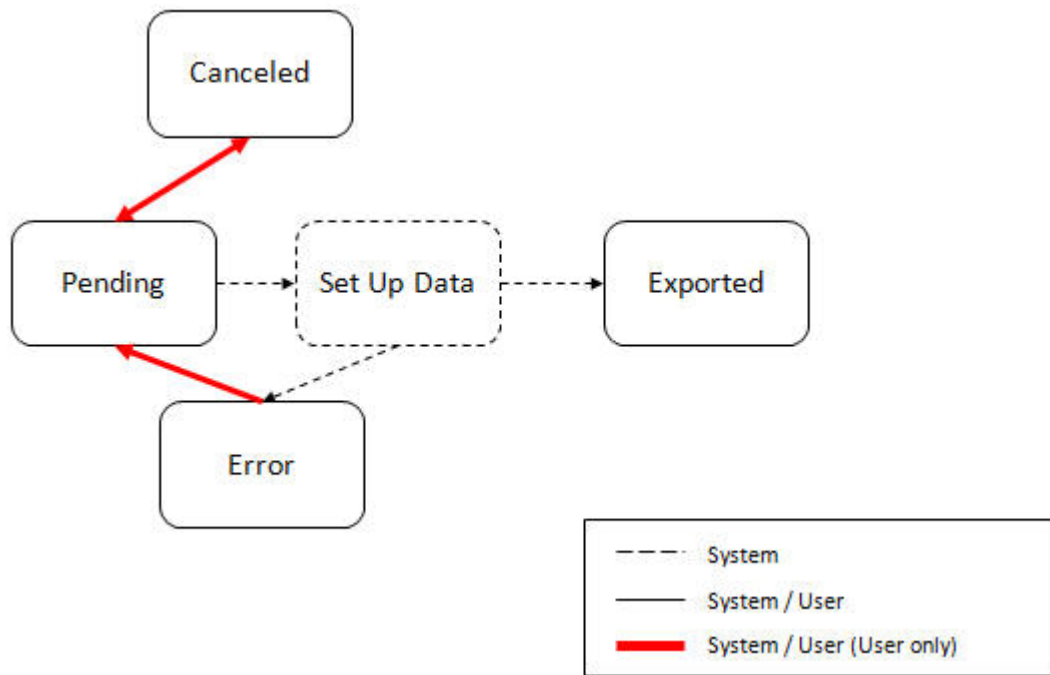 Canceled
Pending
Set Up Data
Exported
Error
System
System / User
System / User (User only)